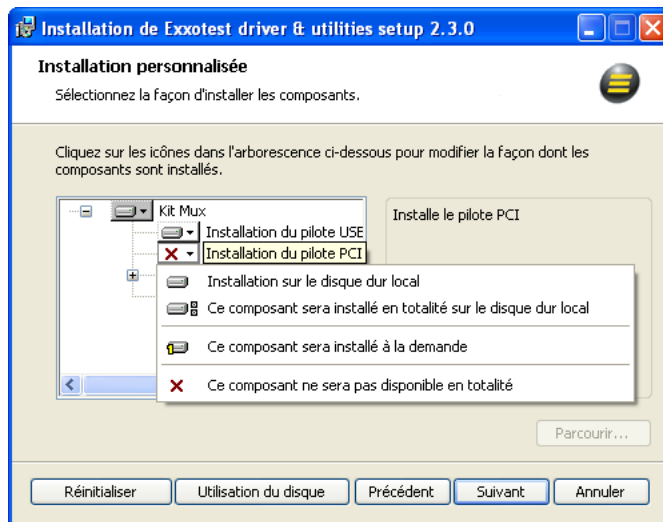 Installation de Exxotest driver & utilities setup 2.3.0
Installation personnalisée
Sélectionnez la façon d'installer les composants.
Cliquez sur les icônes dans l'arborescence ci-dessous pour modifier la façon dont les
composants sont installés.
Kit Mux
Installation du pilote USE
Installation du pilote PCI
Installe le pilote PCI
Installation sur le disque dur local
Ce composant sera installé en totalité sur le disque dur local
Ce composant sera installé à la demande
Ce composant ne sera pas disponible en totalité
Parcourir...
Réinitialiser
Utilisation du disque
Précédent
Suivant
Annuler